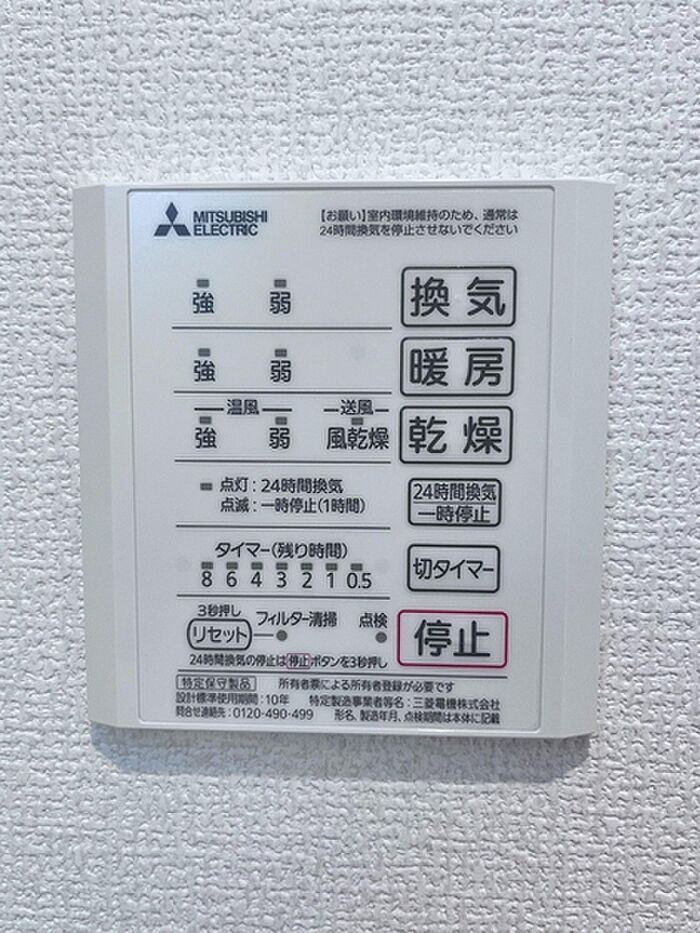 MITSUBISHI
ELECTRIC
【お願い】室内環境維持のため、通常は
24時間換気を停止させないでください
強 弱 換気
強 弱 暖房
温風 送風
強 弱 風乾燥 乾燥
点灯:24時間換気
点滅:一時停止(1時間)
24時間換気
一時停止
タイマー(残り時間)
8 6 4 3 2 1 0.5
切タイマー
3秒押し
リセット フィルター清掃 点検
停止
24時間換気の停止は停止ボタンを3秒押し
特定保守製品 所有者票による所有者登録が必要です
設計標準使用期間:10年 特定製造事業者等名:三菱電機株式会社
問合せ連絡先:0120-490-499 形名、製造年月、点検期間は本体に記載